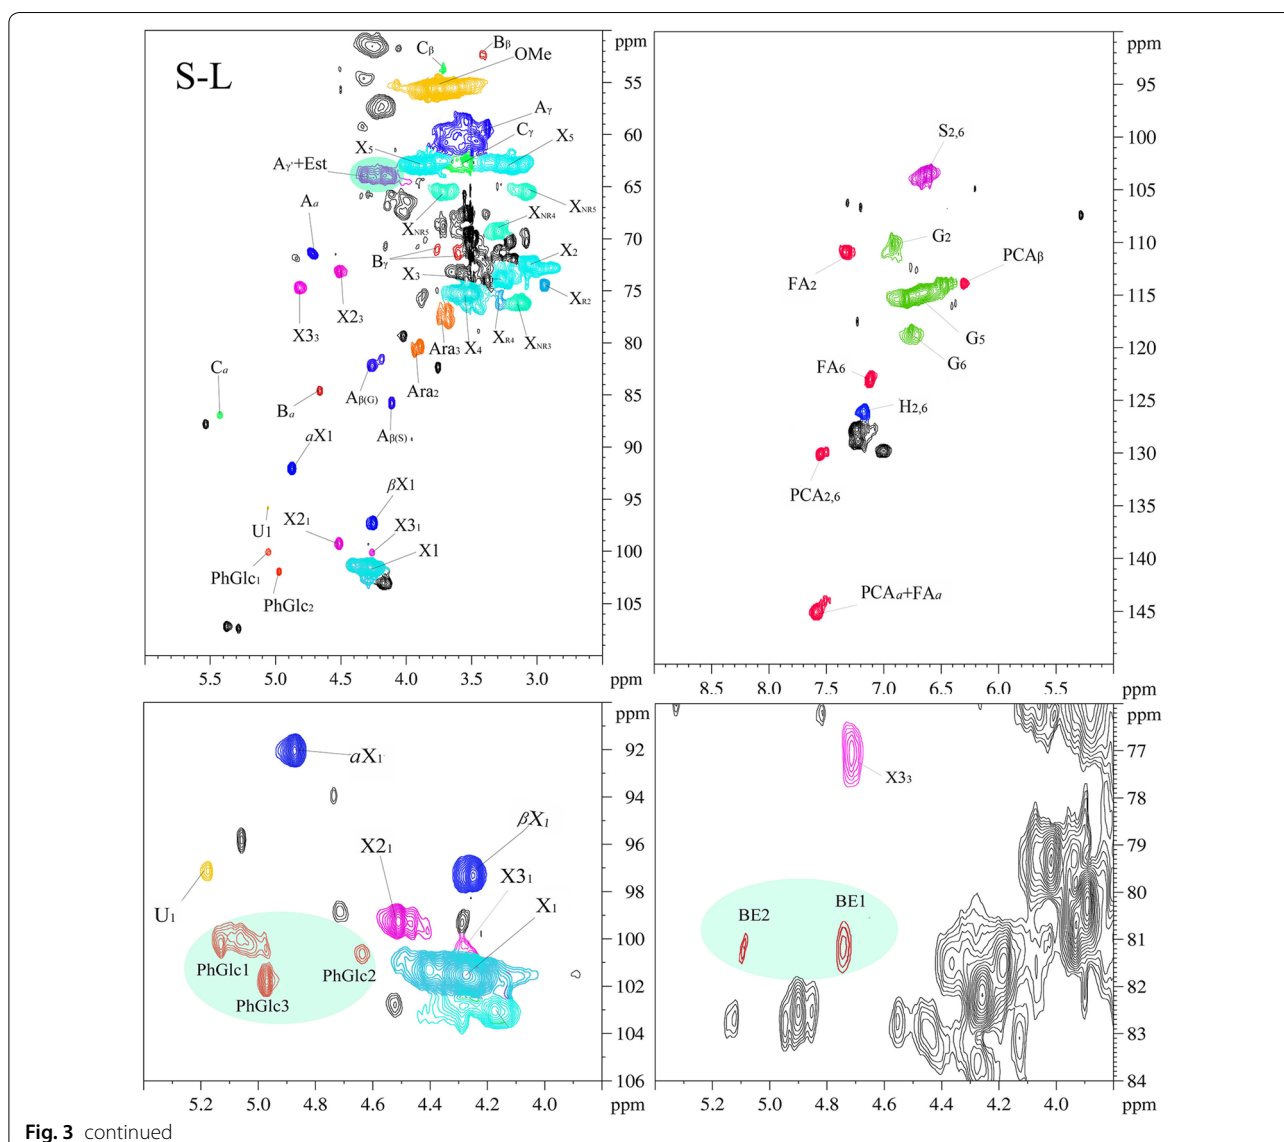 S-L
Cβ
Bβ
OMe
ppm
55
Aγ
60
Cγ
X5
X5
Aγ'+Est
65
XNR5
XNR4
XNR5
Aa
70
Bγ
X2
X3
75
XR2
X33
X23
Ara3
X4
XR4
XNR3
80
Ca
Ba
Aβ(G)
Ara2
85
Aβ(S)
aX1
90
βX1
95
U1
X21
X31
X1
100
PhGlc1
PhGlc2
105
5.5 5.0 4.5 4.0 3.5 3.0 ppm
ppm
95
S2,6
100
105
G2
110
FA2
PCAβ
115
G5
G6
120
FA6
H2,6
125
130
PCA2,6
135
140
PCAa+FAa
145
8.5 8.0 7.5 7.0 6.5 6.0 5.5 ppm
ppm
aX1
92
94
βX1
X21
96
X31
X1
98
U1
100
PhGlc1
PhGlc2
PhGlc3
102
104
106
5.2 5.0 4.8 4.6 4.4 4.2 4.0 ppm
ppm
77
X33
78
79
BE2
BE1
80
81
82
83
84
5.2 5.0 4.8 4.6 4.4 4.2 4.0 ppm
Fig. 3 continued